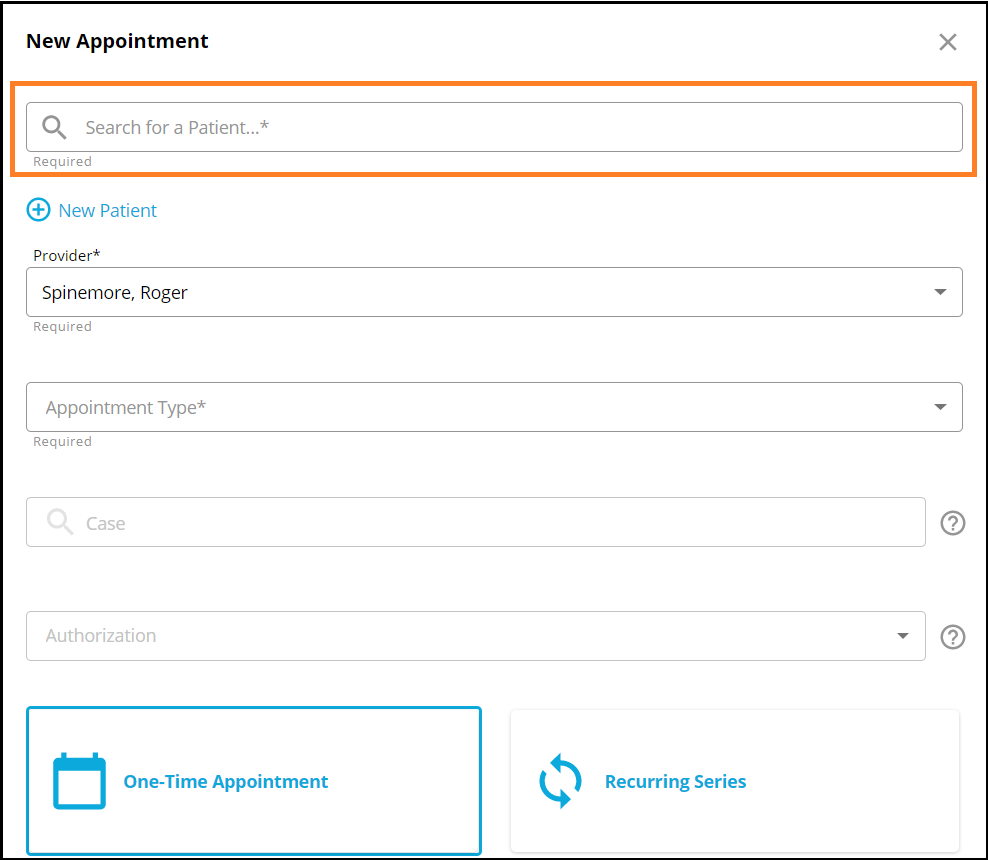 New Appointment
Search for a Patient...*
Required
New Patient
Provider*
Spinemore, Roger
Required
Appointment Type*
Required
Case
Authorization
One-Time Appointment
Recurring Series